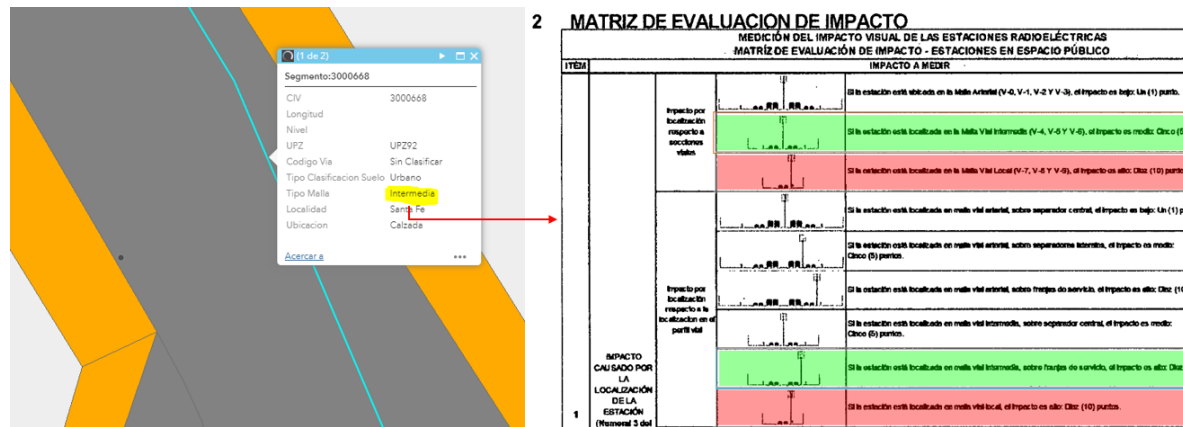 (1 de 2)
Segmento:3000668
CIV 3000668
Longitud
Nivel
UPZ UPZ92
Codigo Via Sin Clasificar
Tipo Clasificacion Suelo Urbano
Tipo Malla Intermedia
Localidad Santa Fe
Ubicacion Calzada
Acercar a
2 MATRIZ DE EVALUACION DE IMPACTO
MEDICIÓN DEL IMPACTO VISUAL DE LAS ESTACIONES RADIOELÉCTRICAS
MATRÍZ DE EVALUACIÓN DE IMPACTO - ESTACIONES EN ESPACIO PÚBLICO
ITÉM IMPACTO A MEDIR
Impacto por
localización
respecto a
secciones
viales
Si la estación está ubicada en la Malla Arterial (V-0, V-1, V-2 Y V-3), el impacto es bajo: Un (1) punto.
Si la estación está localizada en la Malla Vial Intermedia (V-4, V-5 Y V-6), el impacto es medio: Cinco (5
Si la estación está localizada en la Malla Vial Local (V-7, V-8 Y V-9), el impacto es alto: Diez (10) punto
Impacto por
localización
respecto a la
localizacion en el
perfil vial
Si la estación está localizada en malla vial arterial, sobre separador central, el impacto es bajo: Un (1) p
Si la estación está localizada en malla vial arterial, sobre separadores laterales, el impacto es medio:
Cinco (5) puntos.
Si la estación está localizada en malla vial arterial, sobre franjas de servicio, el impacto es alto: Diez (10
Si la estación está localizada en malla vial intermedia, sobre separador central, el impacto es medio:
Cinco (5) puntos.
Si la estación está localizada en malla vial intermedia, sobre franjas de servicio, el impacto es alto: Diez
Si la estación está localizada en malla vial local, el impacto es alto: Diez (10) puntos.
1
IMPACTO
CAUSADO POR
LA
LOCALIZACIÓN
DE LA
ESTACIÓN
(Numeral 3 del